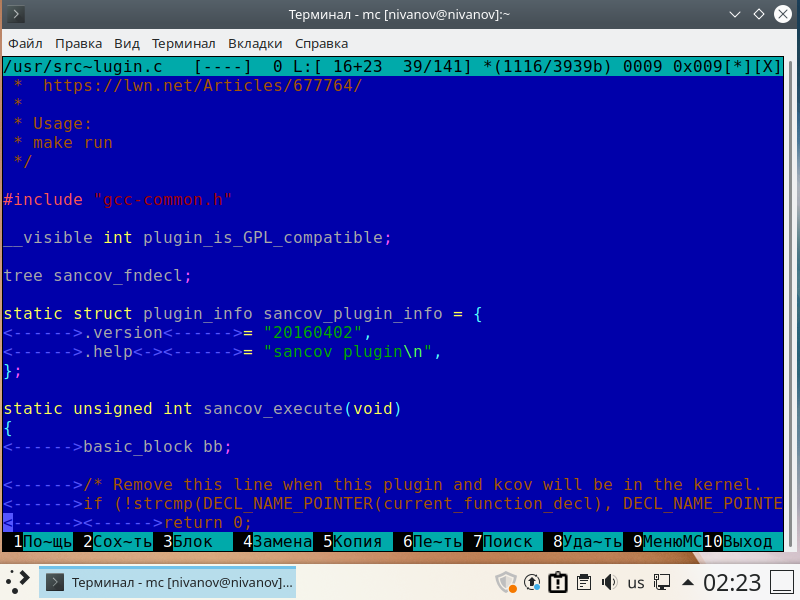 Терминал - mc [nivanov@nivanov]:~
Файл Правка Вид Терминал Вкладки Справка
/usr/src~lugin.c [----] 0 L:[ 16+23 39/141] *(1116/3939b) 0009 0x009[*][X]
* https://lwn.net/Articles/677764/
*
* Usage:
* make run
*/
#include "gcc-common.h"
__visible int plugin_is_GPL_compatible;
tree sancov_fndecl;
static struct plugin_info sancov_plugin_info = {
<------>.version<------>= "20160402",
<------>.help<-><------>= "sancov plugin\n",
};
static unsigned int sancov_execute(void)
{
<------>basic_block bb;
<------>/* Remove this line when this plugin and kcov will be in the kernel.
<------>if (!strcmp(DECL_NAME_POINTER(current_function_decl), DECL_NAME_POINTE
<------><------>return 0;
1По~щь 2Сох~ть 3Блок 4Замена 5Копия 6Пе~ть 7Поиск 8Уда~ть 9МенюMC 10Выход
Терминал - mc [nivanov@nivanov]... us 02:23